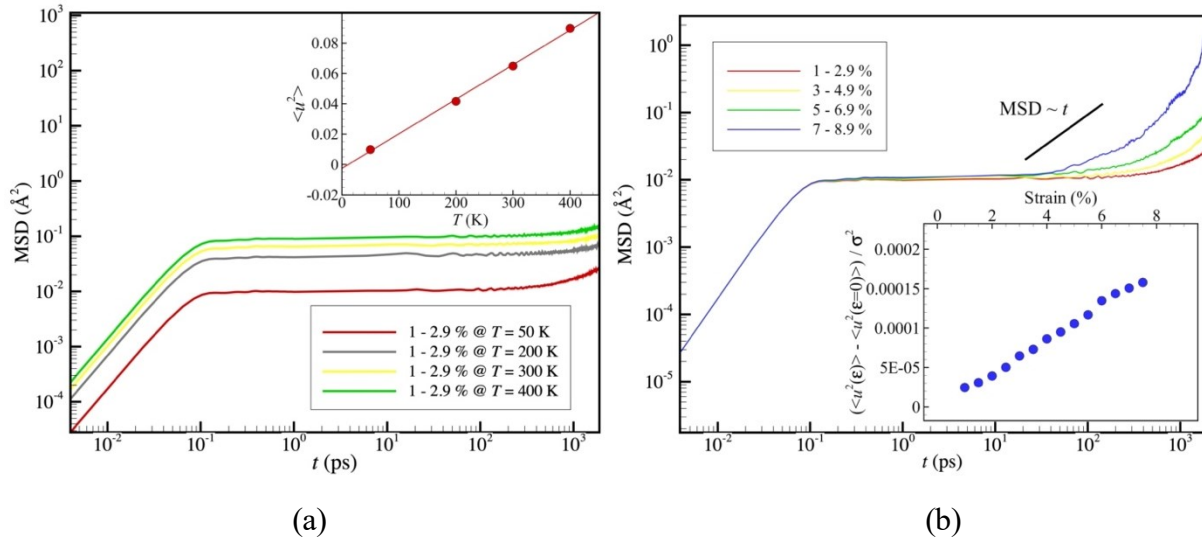 10³
10²
10¹
10⁰
10⁻¹
10⁻²
10⁻³
10⁻⁴
MSD (Å²)
10⁻² 10⁻¹ 10⁰ 10¹ 10² 10³
t (ps)
0.08
0.06
0.04
0.02
0
-0.02
<u²>
0 100 200 300 400
T (K)
1 - 2.9 % @ T = 50 K
1 - 2.9 % @ T = 200 K
1 - 2.9 % @ T = 300 K
1 - 2.9 % @ T = 400 K
(a)
10⁰
10⁻¹
10⁻²
10⁻³
10⁻⁴
10⁻⁵
MSD (Å²)
10⁻² 10⁻¹ 10⁰ 10¹ 10² 10³
t (ps)
1 - 2.9 %
3 - 4.9 %
5 - 6.9 %
7 - 8.9 %
MSD ~ t
Strain (%)
0 2 4 6 8
0.0002
0.00015
0.0001
5E-05
0
(<u²(ε)> - <u²(ε=0)>) / σ²
(b)